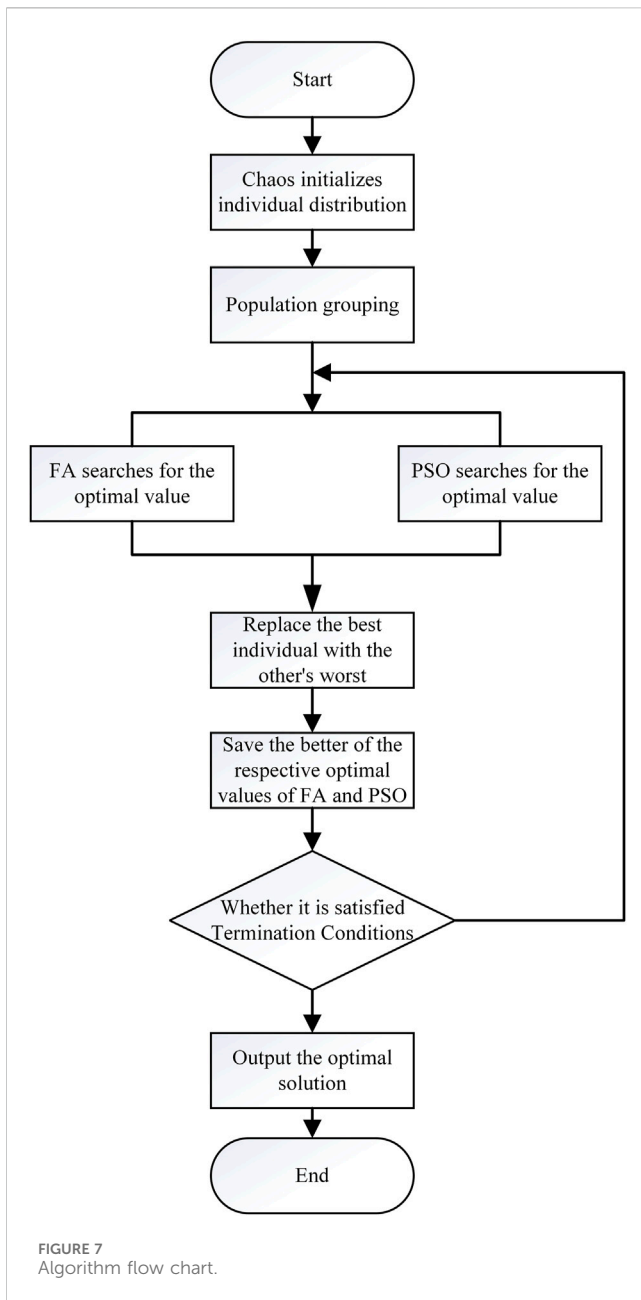 Start
Chaos initializes
individual distribution
Population grouping
FA searches for the
optimal value
PSO searches for the
optimal value
Replace the best
individual with the
other's worst
Save the better of the
respective optimal
values of FA and PSO
Whether it is satisfied
Termination Conditions
Output the optimal
solution
End
FIGURE 7
Algorithm flow chart.